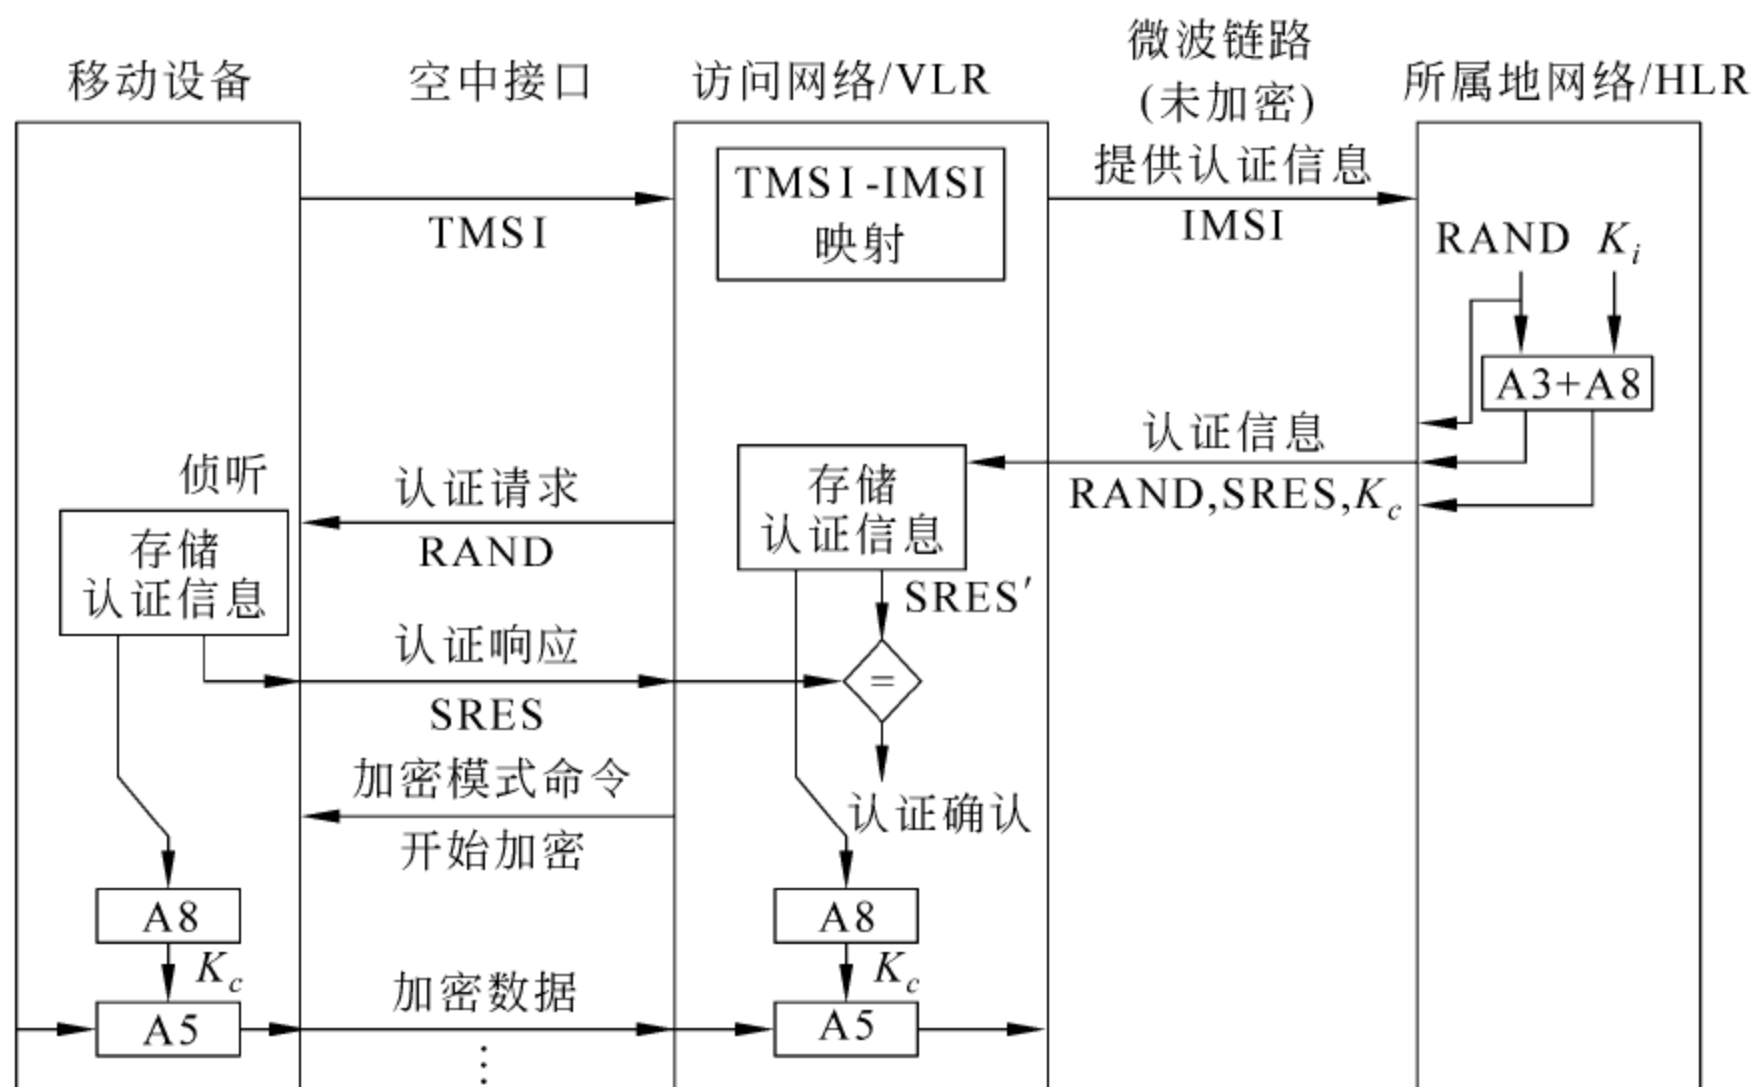 移动设备
空中接口
访问网络/VLR
微波链路
(未加密)
所属地网络/HLR
提供认证信息
TMSI
TMSI-IMSI
映射
IMSI
RAND Ki
A3+A8
认证信息
RAND,SRES,Kc
侦听
存储
认证信息
认证请求
RAND
存储
认证信息
SRES′
认证响应
SRES
=
加密模式命令
开始加密
认证确认
A8
Kc
A5
加密数据
⋮
A8
Kc
A5